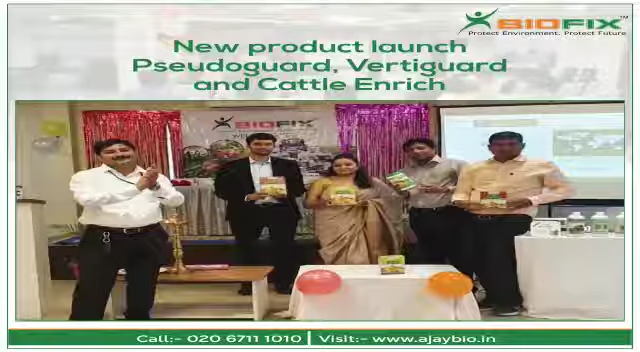 BIOFIX™
Protect Environment, Protect Future
New product launch
Pseudoguard, Vertiguard
and Cattle Enrich
BIOFIX
Call:- 020 6711 1010 | Visit:- www.ajaybio.in